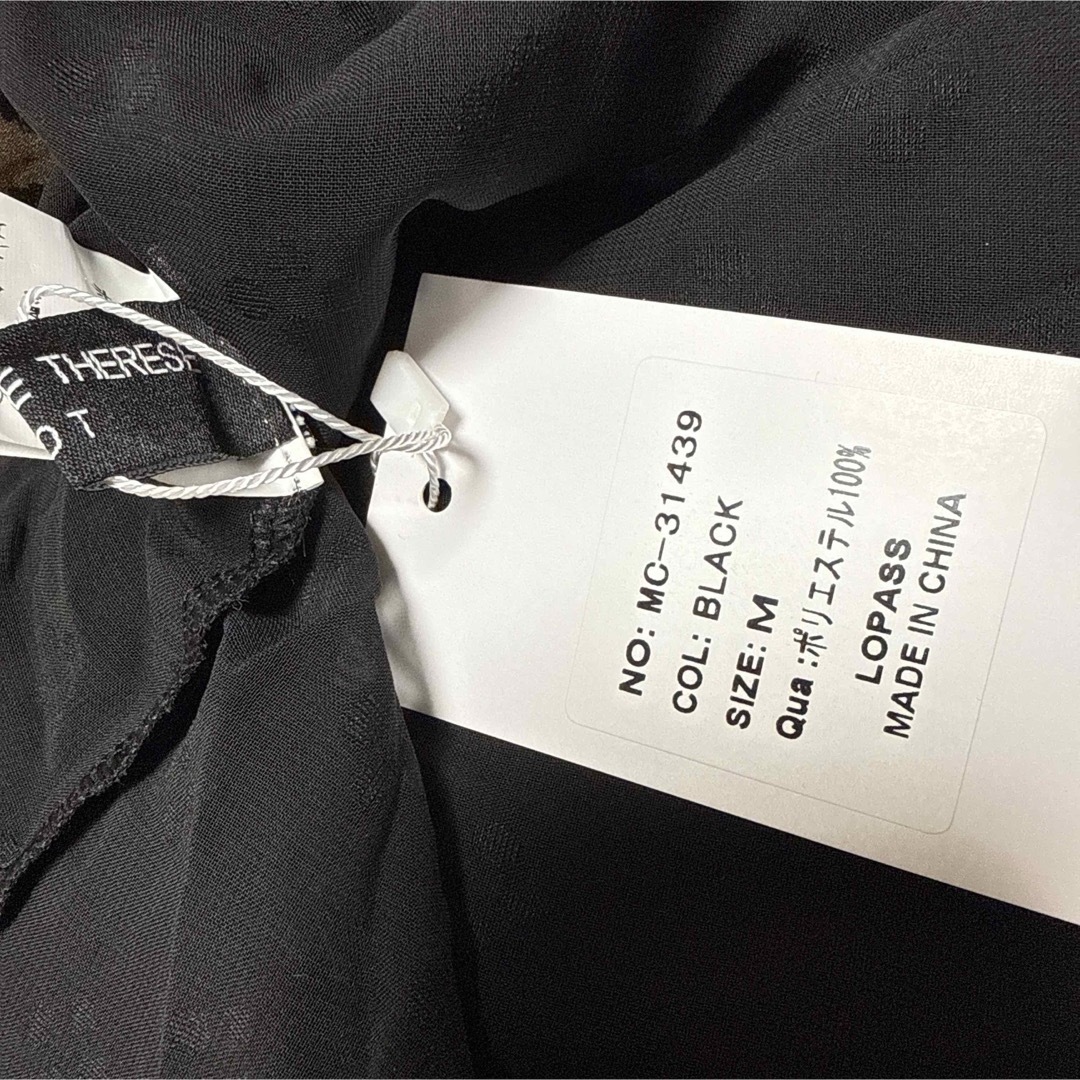 THERESE
O T
NO: MC-31439
COL: BLACK
SIZE: M
Qua :ポリエステル100%
LOPASS
MADE IN CHINA